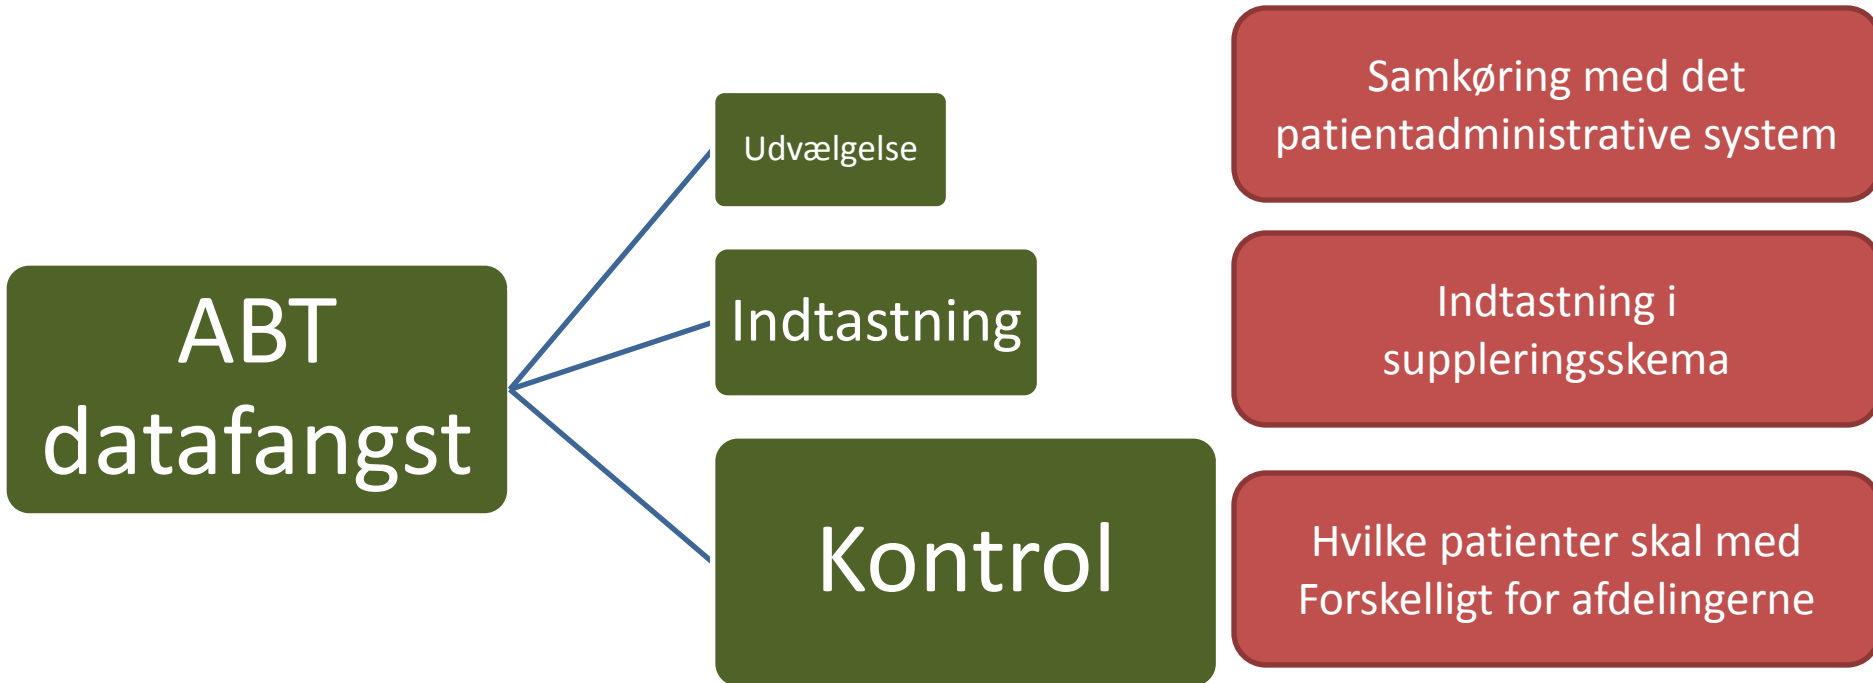 ABT
datafangst
Udvælgelse
Indtastning
Kontrol
Samkøring med det
patientadministrative system
Indtastning i
suppleringsskema
Hvilke patienter skal med
Forskelligt for afdelingerne